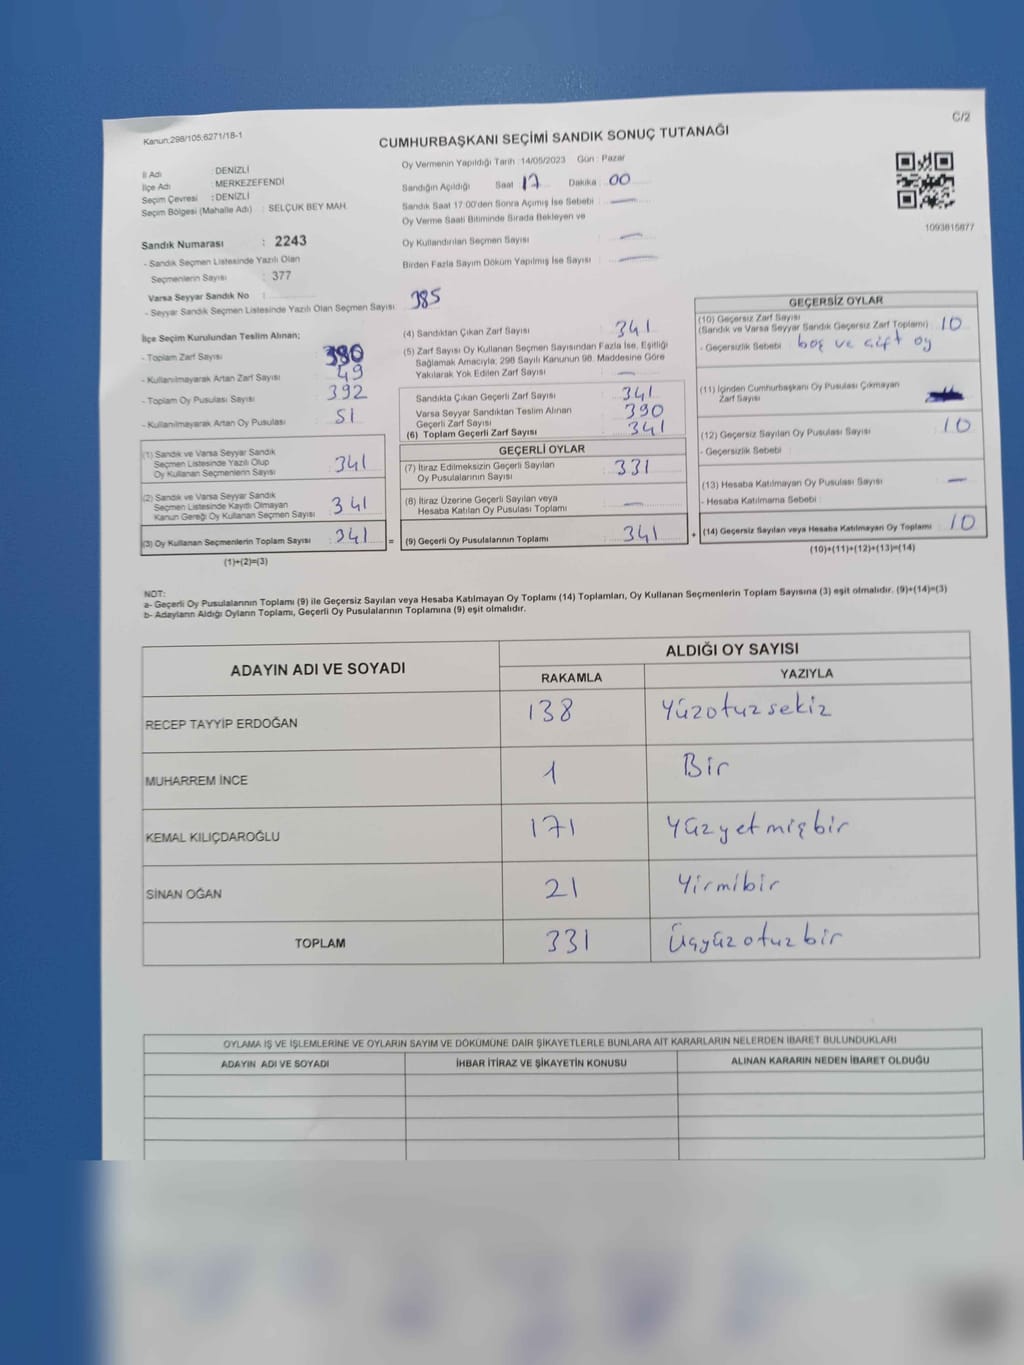 Kanun;298/105;6271/18-1
C/2
CUMHURBAŞKANI SEÇİMİ SANDIK SONUÇ TUTANAĞI
İl Adı : DENİZLİ
İlçe Adı : MERKEZEFENDİ
Seçim Çevresi : DENİZLİ
Seçim Bölgesi (Mahalle Adı) : SELÇUK BEY MAH.
Sandık Numarası : 2243
- Sandık Seçmen Listesinde Yazılı Olan
Seçmenlerin Sayısı : 377
Varsa Seyyar Sandık No :
- Seyyar Sandık Seçmen Listesinde Yazılı Olan Seçmen Sayısı 385
Oy Vermenin Yapıldığı Tarih : 14/05/2023 Gün : Pazar
Sandığın Açıldığı Saat 17 Dakika : 00
Sandık Saat 17:00'den Sonra Açımış İse Sebebi : —
Oy Verme Saati Bitiminde Sırada Bekleyen ve
Oy Kullandırılan Seçmen Sayısı : —
Birden Fazla Sayım Döküm Yapılmış İse Sayısı : —
1093815877
İlçe Seçim Kurulundan Teslim Alınan;
- Toplam Zarf Sayısı : 390
- Kullanılmayarak Artan Zarf Sayısı : 49
- Toplam Oy Pusulası Sayısı : 392
- Kullanılmayarak Artan Oy Pusulası : 51
(1) Sandık ve Varsa Seyyar Sandık
Seçmen Listesinde Yazılı Olup
Oy Kullanan Seçmenlerin Sayısı : 341
(2) Sandık ve Varsa Seyyar Sandık
Seçmen Listesinde Kayıtlı Olmayan
Kanun Gereği Oy Kullanan Seçmen Sayısı : 341
(3) Oy Kullanan Seçmenlerin Toplam Sayısı : 341
(1)+(2)=(3)
(4) Sandıktan Çıkan Zarf Sayısı : 341
(5) Zarf Sayısı Oy Kullanan Seçmen Sayısından Fazla İse, Eşitliği
Sağlamak Amacıyla; 298 Sayılı Kanunun 98. Maddesine Göre
Yakılarak Yok Edilen Zarf Sayısı : —
Sandıkta Çıkan Geçerli Zarf Sayısı : 341
Varsa Seyyar Sandıktan Teslim Alınan
Geçerli Zarf Sayısı : 390
(6) Toplam Geçerli Zarf Sayısı : 341
GEÇERLİ OYLAR
(7) İtiraz Edilmeksizin Geçerli Sayılan
Oy Pusulalarının Sayısı : 331
(8) İtiraz Üzerine Geçerli Sayılan veya
Hesaba Katılan Oy Pusulası Toplamı : —
= (9) Geçerli Oy Pusulalarının Toplamı : 341
GEÇERSİZ OYLAR
(10) Geçersiz Zarf Sayısı
(Sandık ve Varsa Seyyar Sandık Geçersiz Zarf Toplamı) : 10
- Geçersizlik Sebebi : boş ve çift oy
(11) İçinden Cumhurbaşkanı Oy Pusulası Çıkmayan
Zarf Sayısı
(12) Geçersiz Sayılan Oy Pusulası Sayısı : 10
- Geçersizlik Sebebi :
(13) Hesaba Katılmayan Oy Pusulası Sayısı : —
- Hesaba Katılmama Sebebi :
+ (14) Geçersiz Sayılan veya Hesaba Katılmayan Oy Toplamı : 10
(10)+(11)+(12)+(13)=(14)
NOT:
a- Geçerli Oy Pusulalarının Toplamı (9) ile Geçersiz Sayılan veya Hesaba Katılmayan Oy Toplamı (14) Toplamları, Oy Kullanan Seçmenlerin Toplam Sayısına (3) eşit olmalıdır. (9)+(14)=(3)
b- Adayların Aldığı Oyların Toplamı, Geçerli Oy Pusulalarının Toplamına (9) eşit olmalıdır.
ADAYIN ADI VE SOYADI
ALDIĞI OY SAYISI
RAKAMLA YAZIYLA
RECEP TAYYİP ERDOĞAN 138 Yüzotuzsekiz
MUHARREM İNCE 1 Bir
KEMAL KILIÇDAROĞLU 171 Yüzyetmişbir
SİNAN OĞAN 21 Yirmibir
TOPLAM 331 Üçyüzotuzbir
OYLAMA İŞ VE İŞLEMLERİNE VE OYLARIN SAYIM VE DÖKÜMÜNE DAİR ŞİKAYETLERLE BUNLARA AİT KARARLARIN NELERDEN İBARET BULUNDUKLARI
ADAYIN ADI VE SOYADI İHBAR İTİRAZ VE ŞİKAYETİN KONUSU ALINAN KARARIN NEDEN İBARET OLDUĞU